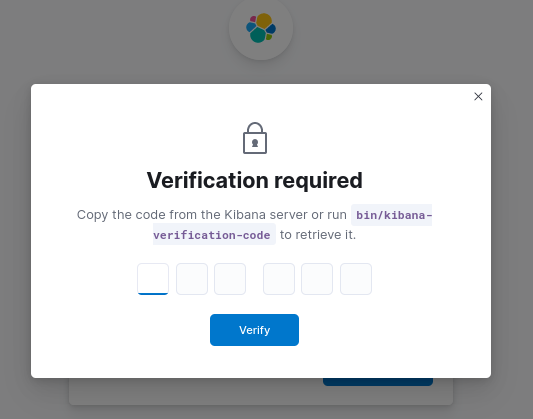 Verification required
Copy the code from the Kibana server or run bin/kibana-
verification-code to retrieve it.
Verify